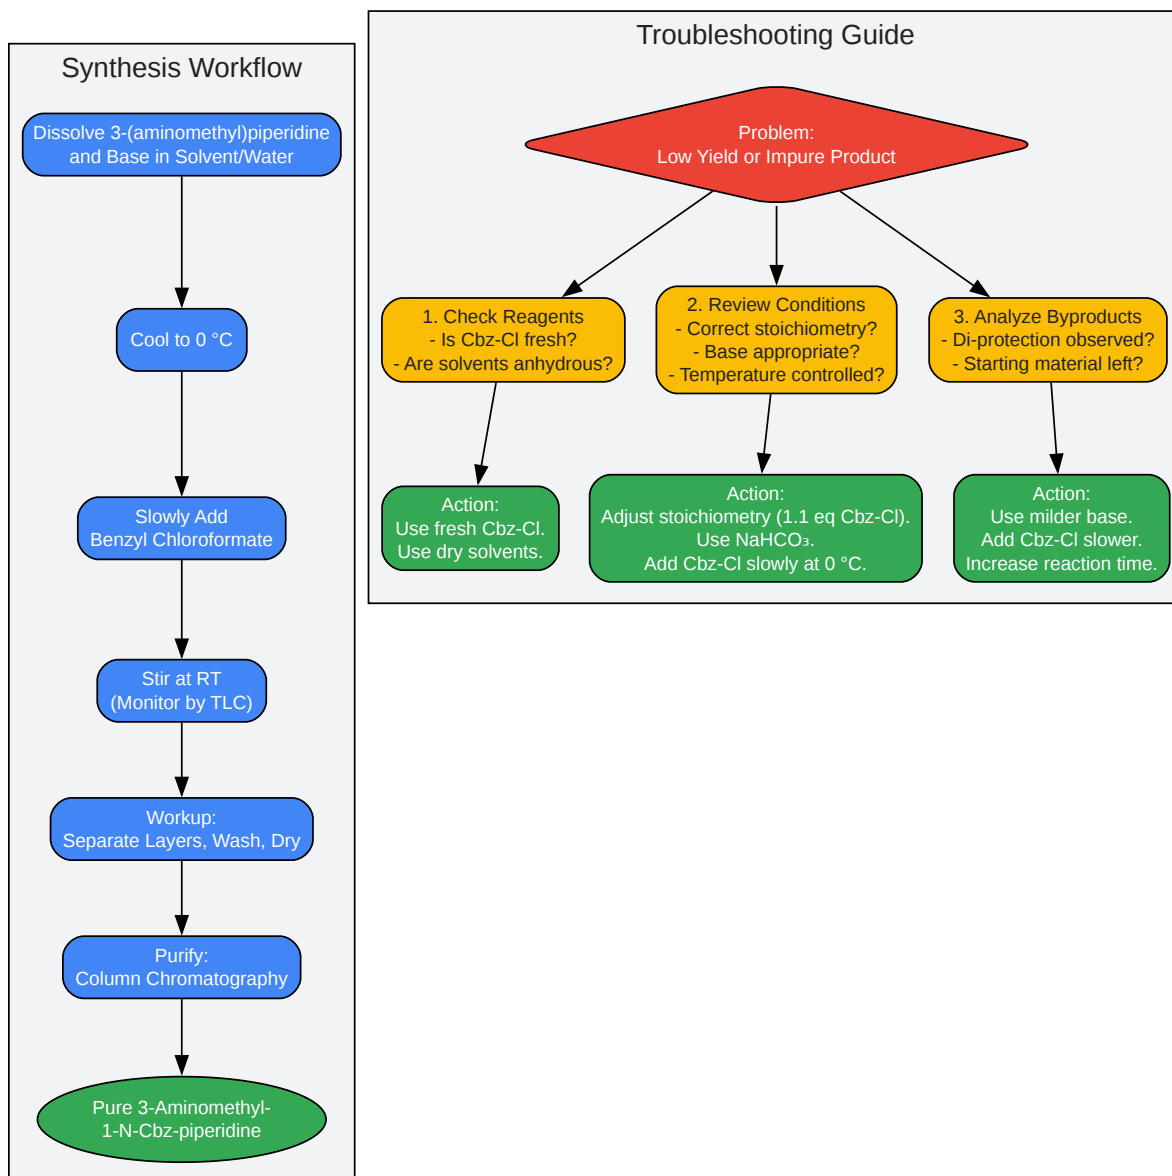 Synthesis Workflow
Dissolve 3-(aminomethyl)piperidine
and Base in Solvent/Water
Cool to 0 °C
Slowly Add
Benzyl Chloroformate
Stir at RT
(Monitor by TLC)
Workup:
Separate Layers, Wash, Dry
Purify:
Column Chromatography
Pure 3-Aminomethyl-
1-N-Cbz-piperidine
Troubleshooting Guide
Problem:
Low Yield or Impure Product
1. Check Reagents
- Is Cbz-Cl fresh?
- Are solvents anhydrous?
2. Review Conditions
- Correct stoichiometry?
- Base appropriate?
- Temperature controlled?
3. Analyze Byproducts
- Di-protection observed?
- Starting material left?
Action:
Use fresh Cbz-Cl.
Use dry solvents.
Action:
Adjust stoichiometry (1.1 eq Cbz-Cl).
Use NaHCO₃.
Add Cbz-Cl slowly at 0 °C.
Action:
Use milder base.
Add Cbz-Cl slower.
Increase reaction time.